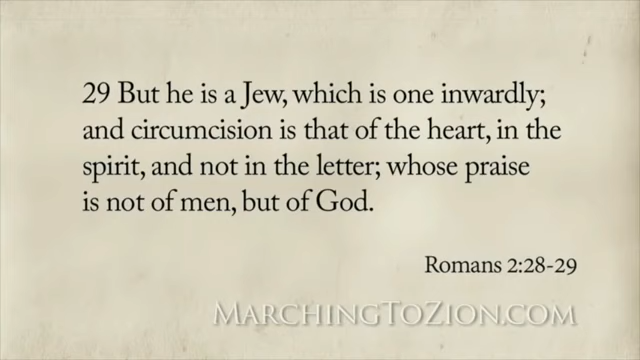 29 But he is a Jew, which is one inwardly;
and circumcision is that of the heart, in the
spirit, and not in the letter; whose praise
is not of men, but of God.
Romans 2:28-29
MarchingToZion.com